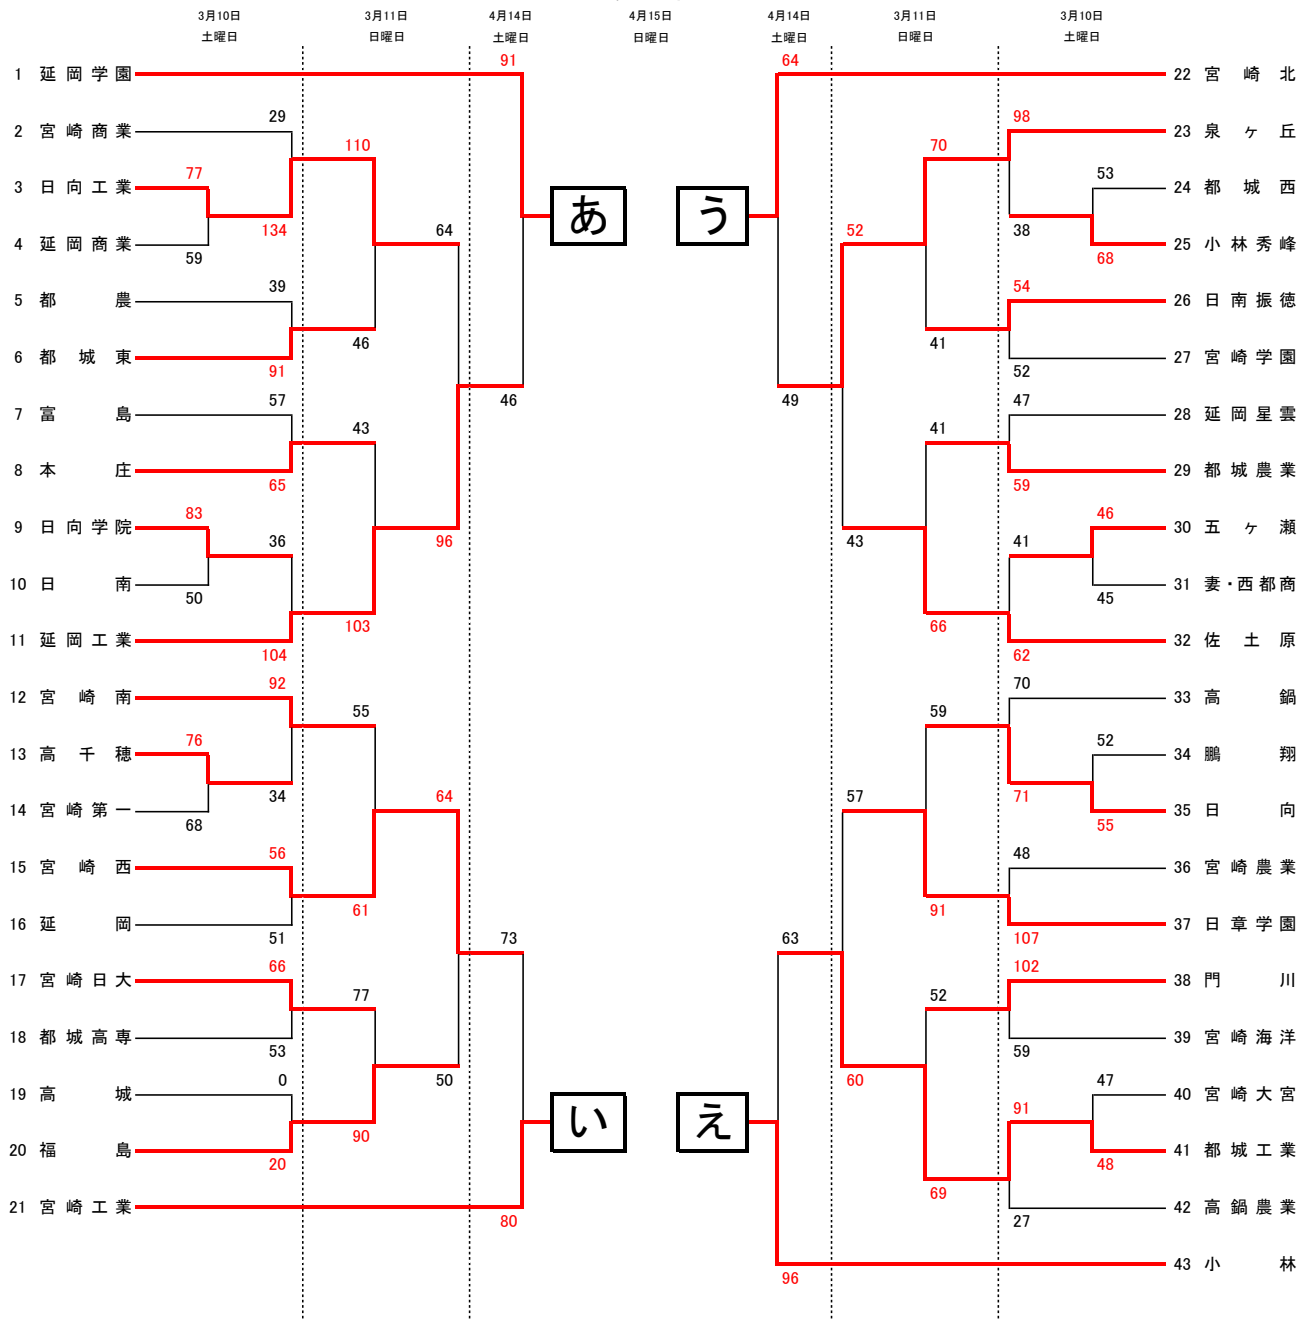 3月10日 3月11日 4月14日 4月15日 4月14日 3月11日 3月10日
土曜日 日曜日 土曜日 日曜日 土曜日 日曜日 土曜日
91 64
1 延岡学園 22 宮崎北
29 98
2 宮崎商業 23 泉ヶ丘
110 70
77 53
3 日向工業 24 都城西
あ う
134 64 52 38
4 延岡商業 25 小林秀峰
59 68
39 54
5 都農 26 日南振徳
46 41
6 都城東 27 宮崎学園
91 52
57 46 49 47
7 富島 28 延岡星雲
43 41
8 本庄 29 都城農業
65 59
83 46
9 日向学院 30 五ヶ瀬
36 96 43 41
10 日南 31 妻・西都商
50 45
103 66
11 延岡工業 32 佐土原
104 62
92 70
12 宮崎南 33 高鍋
55 59
76 52
13 高千穂 34 鵬翔
34 64 57 71
14 宮崎第一 35 日向
68 55
56 48
15 宮崎西 36 宮崎農業
61 91
16 延岡 37 日章学園
51 73 63 107
66 102
17 宮崎日大 38 門川
77 52
18 都城高専 39 宮崎海洋
53 59
0 50 60 47
19 高城 40 宮崎大宮
91
い え
90
20 福島 41 都城工業
20 48
69
21 宮崎工業 42 高鍋農業
80 27
43 小林
96